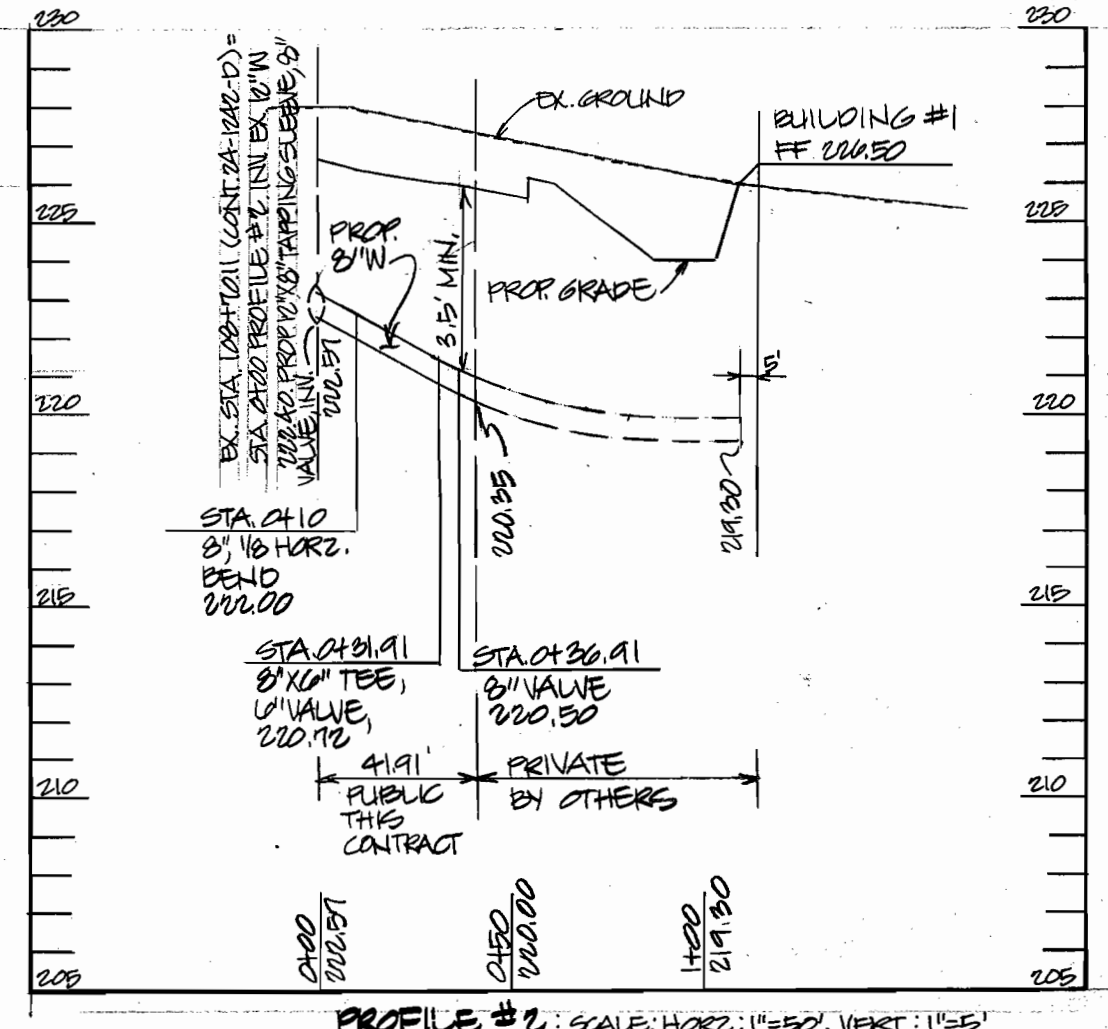 230
230
EX. STA. 108+70.11 (CONT. 24-1242-D)=
STA. 0+00 PROFILE #2 INV. EX. 12"W
222.40. PROP 12"X8" TAPPING SLEEVE, 8"
VALVE, INV.
222.57
EX. GROUND
BUILDING #1
FF 226.50
225
225
PROP.
8"W
3.5' MIN.
PROP. GRADE
5'
220
220
220.35
219.30
STA. 0+10
8", 1/8 HORZ.
BEND
222.00
215
215
STA. 0+31.91
8"X6" TEE,
6" VALVE,
220.72
STA. 0+36.91
8" VALVE
220.50
41.91'
PUBLIC
THIS
CONTRACT
PRIVATE
BY OTHERS
210
210
0+00
222.57
0+50
220.00
1+00
219.30
205
205
PROFILE #2 : SCALE: HORZ: 1"=50', VERT: 1"=5'